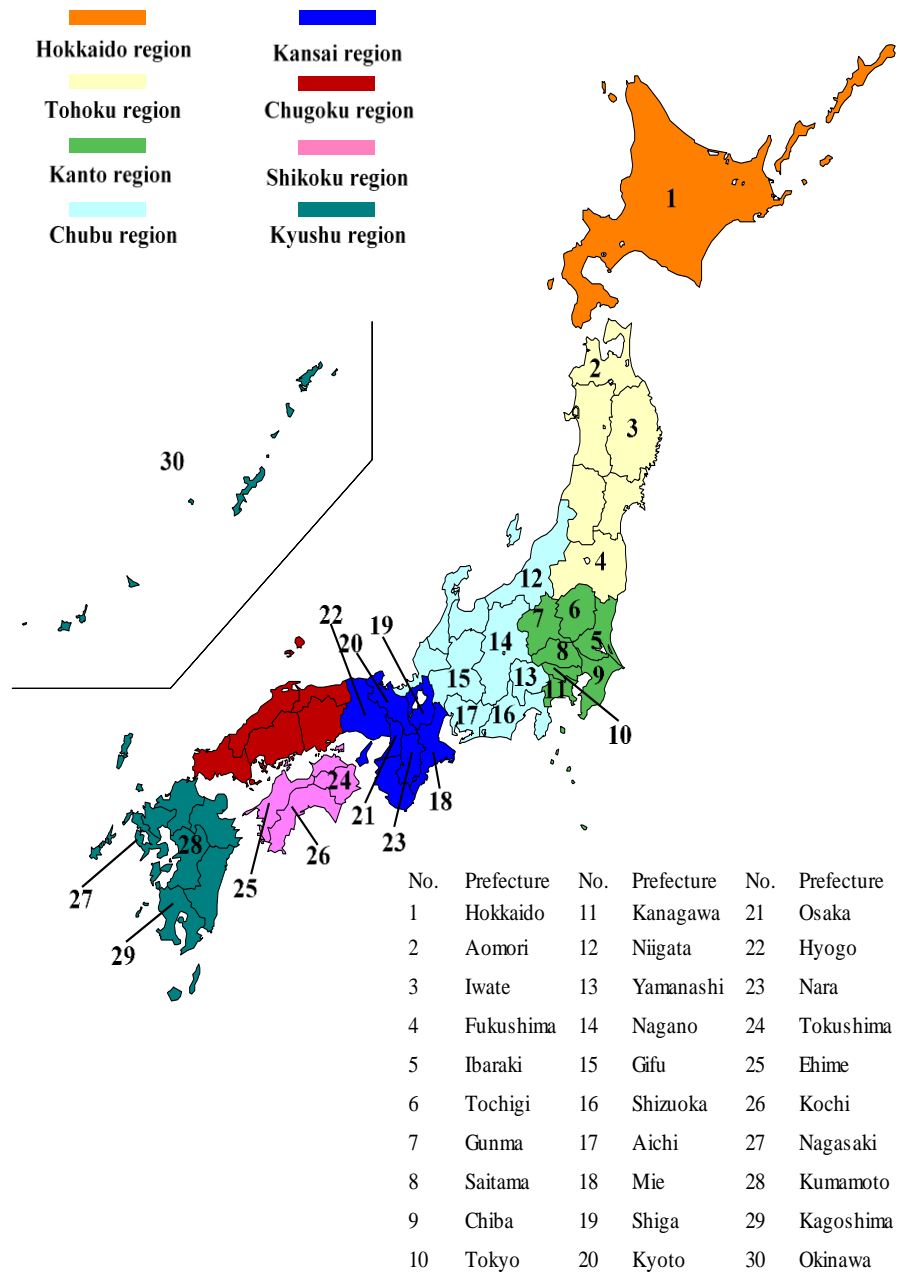 Hokkaido region Kansai region
Tohoku region Chugoku region
Kanto region Shikoku region
Chubu region Kyushu region
1
2
3
30
4
12
22
19
20
7
6
5
14
8
15
13
9
11
17
16
10
24
21
18
23
26
28
25
27
29
No. Prefecture No. Prefecture No. Prefecture
1 Hokkaido 11 Kanagawa 21 Osaka
2 Aomori 12 Niigata 22 Hyogo
3 Iwate 13 Yamanashi 23 Nara
4 Fukushima 14 Nagano 24 Tokushima
5 Ibaraki 15 Gifu 25 Ehime
6 Tochigi 16 Shizuoka 26 Kochi
7 Gunma 17 Aichi 27 Nagasaki
8 Saitama 18 Mie 28 Kumamoto
9 Chiba 19 Shiga 29 Kagoshima
10 Tokyo 20 Kyoto 30 Okinawa